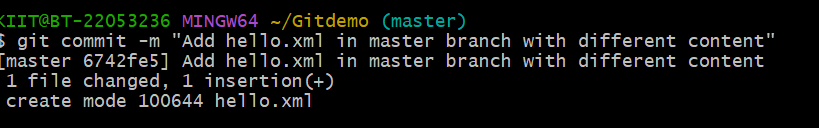 KIIT@BT-22053236 MINGW64 ~/Gitdemo (master)
$ git commit -m "Add hello.xml in master branch with different content"
[master 6742fe5] Add hello.xml in master branch with different content
 1 file changed, 1 insertion(+)
 create mode 100644 hello.xml